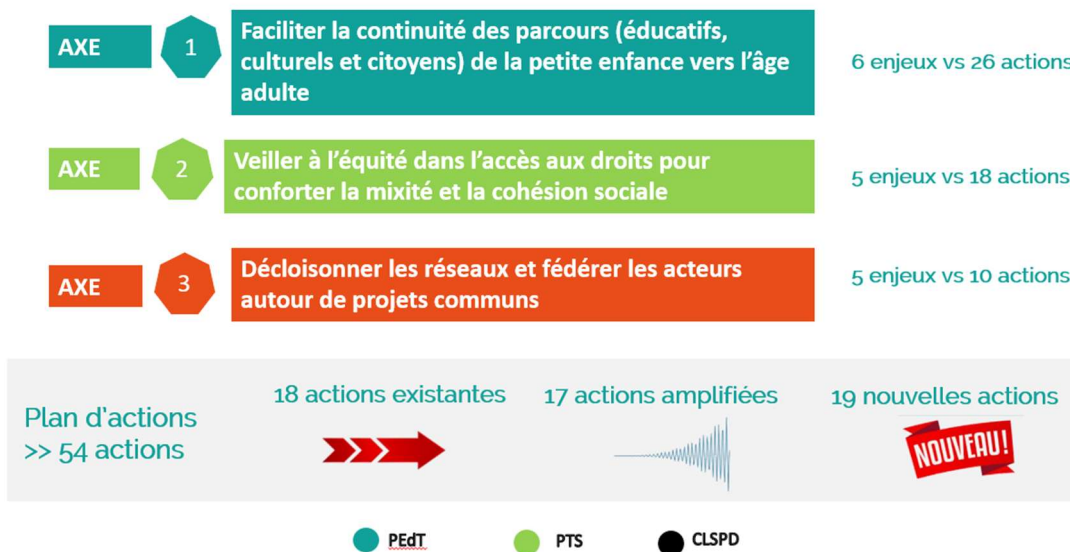 AXE 1 Faciliter la continuité des parcours (éducatifs,
culturels et citoyens) de la petite enfance vers l'âge
adulte
6 enjeux vs 26 actions
AXE 2 Veiller à l'équité dans l'accès aux droits pour
conforter la mixité et la cohésion sociale
5 enjeux vs 18 actions
AXE 3 Décloisonner les réseaux et fédérer les acteurs
autour de projets communs
5 enjeux vs 10 actions
Plan d'actions
>> 54 actions
18 actions existantes
17 actions amplifiées
19 nouvelles actions
NOUVEAU!
PEdT PTS CLSPD